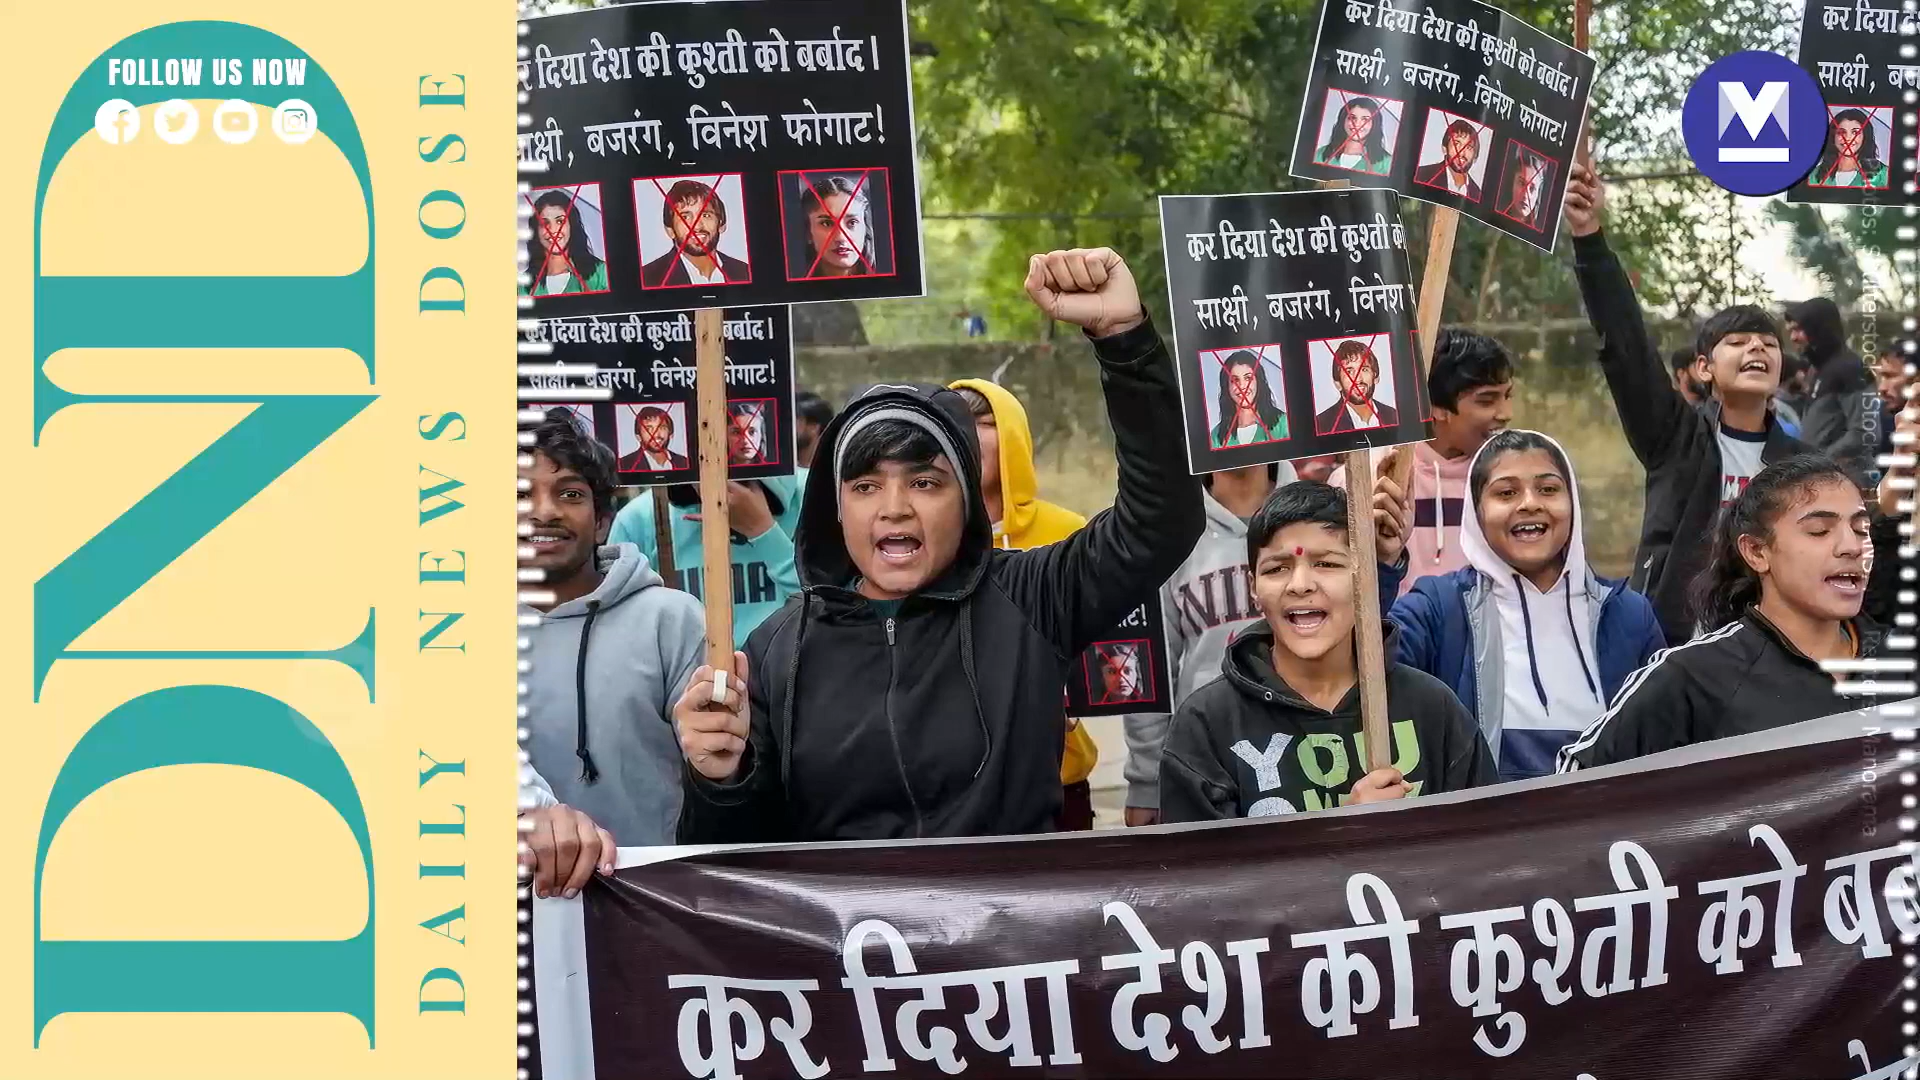 FOLLOW US NOW
DND
DAILY NEWS DOSE
दिया देश की कुश्ती को बर्बाद।
बजरंग, विनेश फोगाट!
कर दिया देश की कुश्ती बर्बाद।
साक्षी, बजरंग, विनेश फोगाट!
कर दिया देश की कुश्ती को
साक्षी, बजरंग, विनेश
कर दिया देश की कुश्ती को बर्बाद।
साक्षी, बजरंग, विनेश फोगाट!
कर दिया
साक्षी,
YOU
कर दिया देश की कुश्ती को